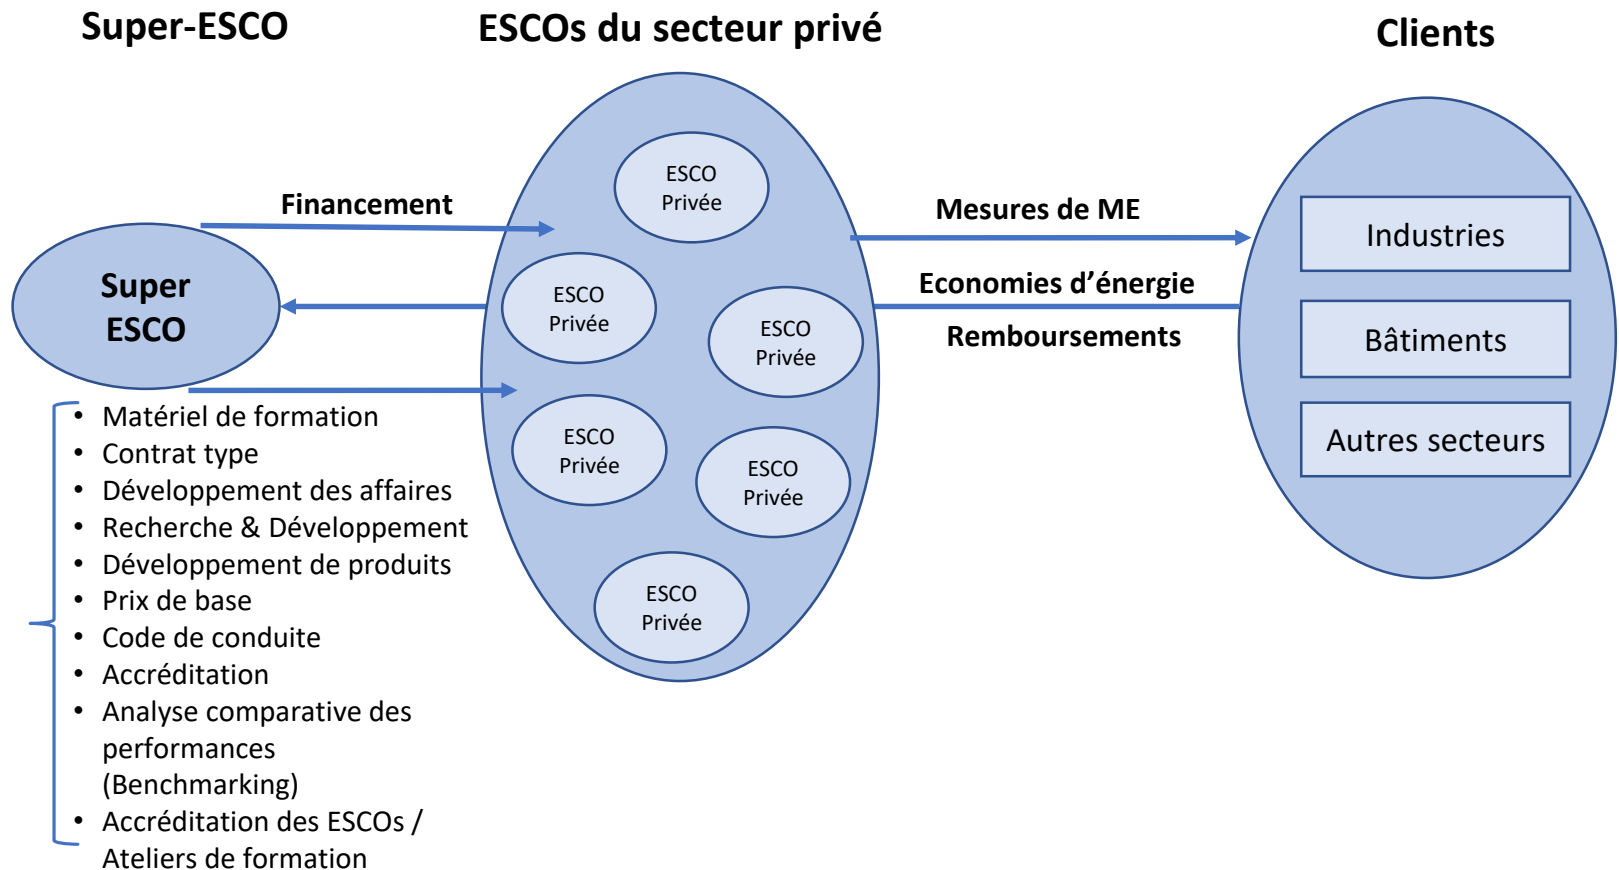 Super-ESCO
ESCOs du secteur privé
Clients
Financement
Super
ESCO
Matériel de formation
Contrat type
Développement des affaires
Recherche & Développement
Développement de produits
Prix de base
Code de conduite
Accréditation
Analyse comparative des
performances
(Benchmarking)
Accréditation des ESCOs /
Ateliers de formation
ESCO
Privée
ESCO
Privée
ESCO
Privée
ESCO
Privée
ESCO
Privée
ESCO
Privée
Mesures de ME
Economies d’énergie
Remboursements
Industries
Bâtiments
Autres secteurs